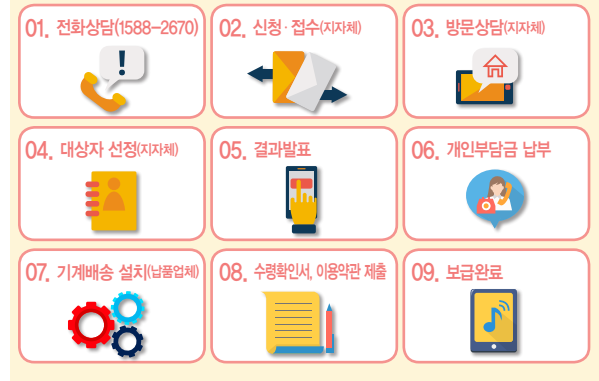 01. 전화상담(1588-2670)
02. 신청·접수(지자체)
03. 방문상담(지자체)
04. 대상자 선정(지자체)
05. 결과발표
06. 개인부담금 납부
07. 기계배송 설치(납품업체)
08. 수령확인서, 이용약관 제출
09. 보급완료